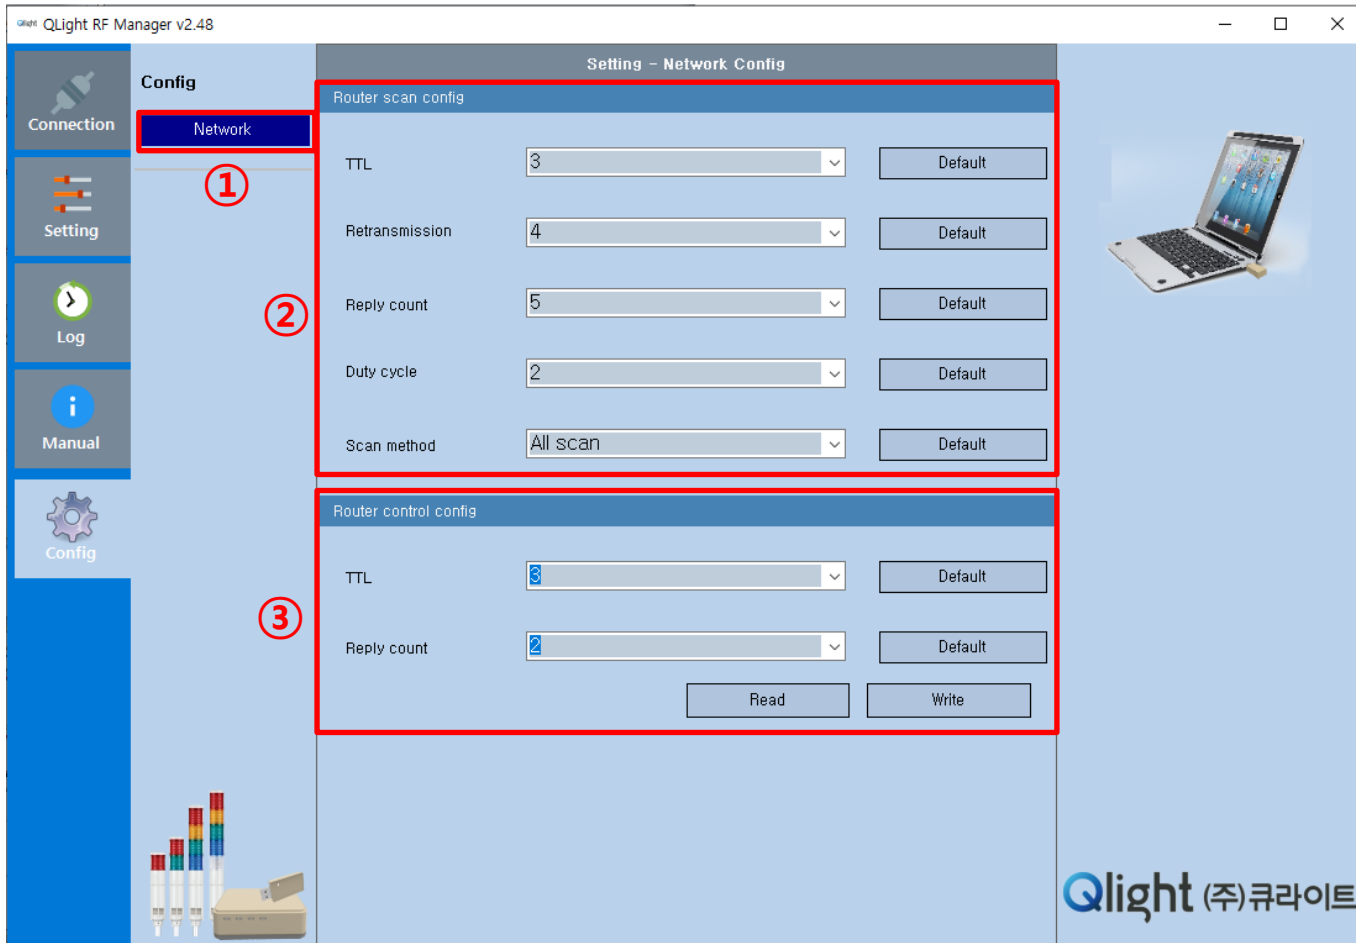 Qlight QLight RF Manager v2.48
Connection
Setting
Log
Manual
Config
Config
Network
①
Setting - Network Config
②
Router scan config
TTL 3 Default
Retransmission 4 Default
Reply count 5 Default
Duty cycle 2 Default
Scan method All scan Default
③
Router control config
TTL 3 Default
Reply count 2 Default
Read Write
Qlight (주)큐라이트